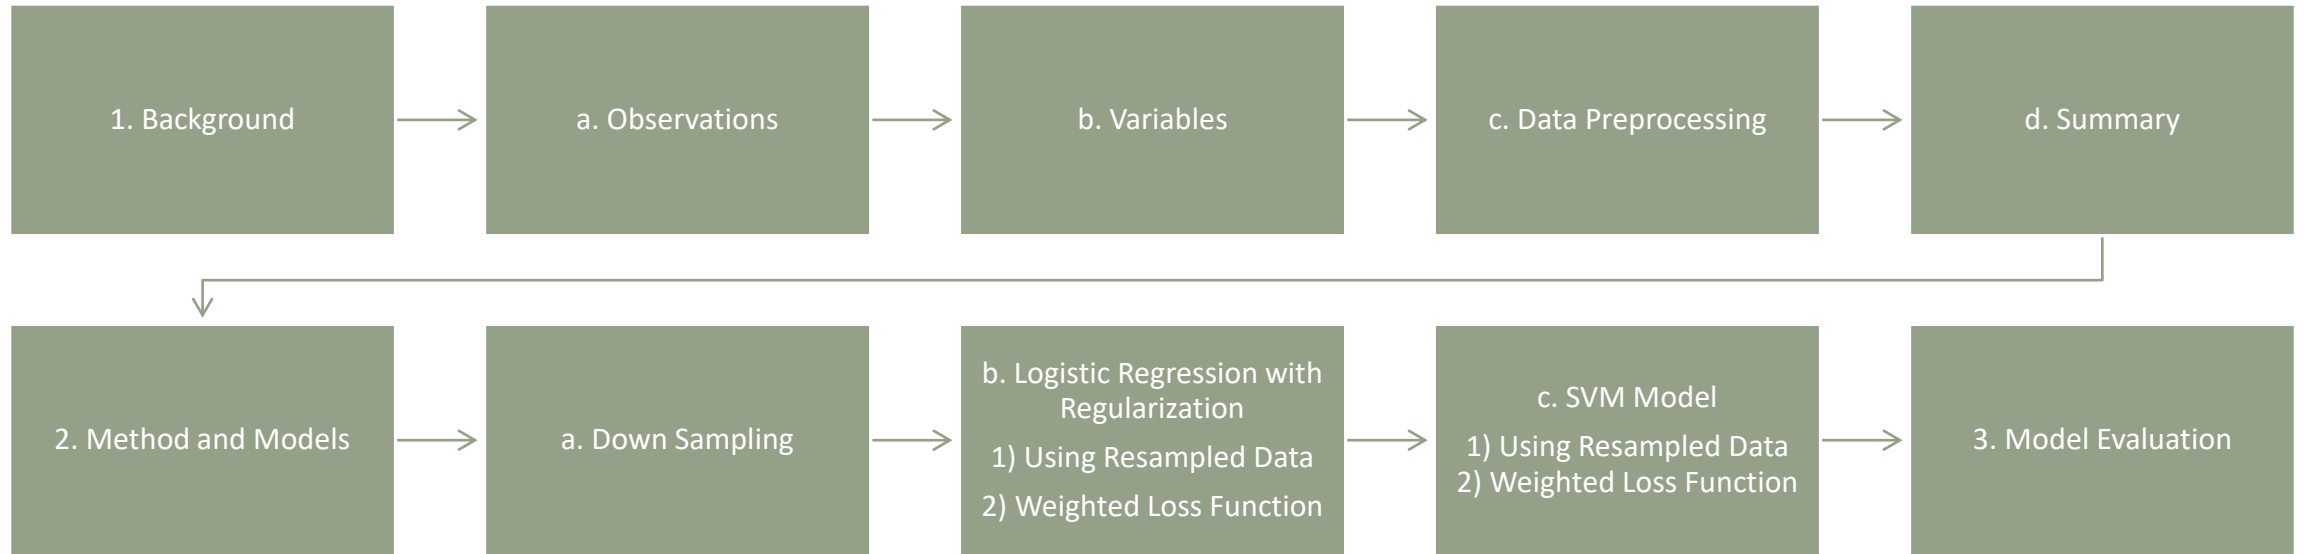 1. Background
a. Observations
b. Variables
c. Data Preprocessing
d. Summary
2. Method and Models
a. Down Sampling
b. Logistic Regression with
Regularization
1) Using Resampled Data
2) Weighted Loss Function
c. SVM Model
1) Using Resampled Data
2) Weighted Loss Function
3. Model Evaluation